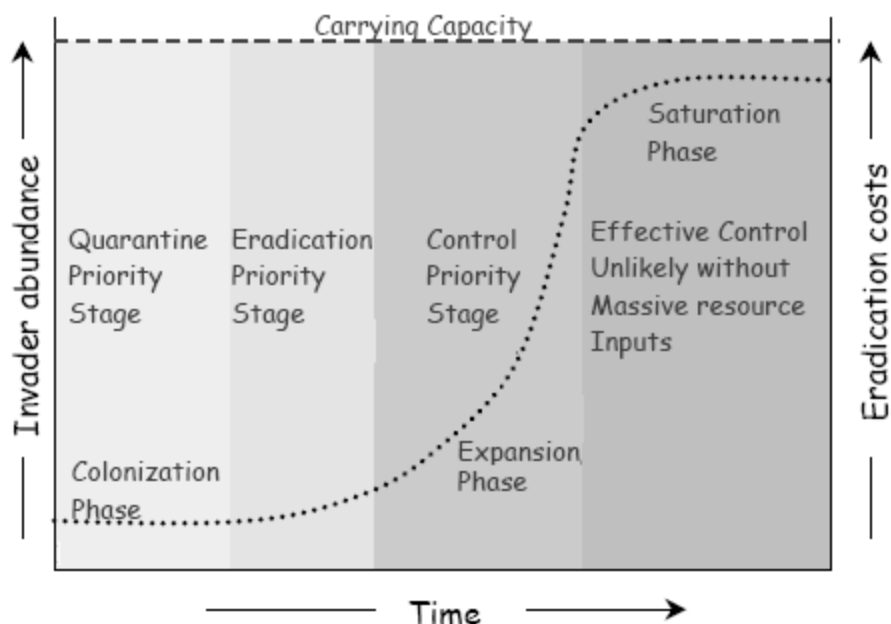 Carrying Capacity
Invader abundance
Eradication costs
Quarantine
Priority
Stage
Eradication
Priority
Stage
Control
Priority
Stage
Saturation
Phase
Effective Control
Unlikely without
Massive resource
Inputs
Colonization
Phase
Expansion
Phase
Time